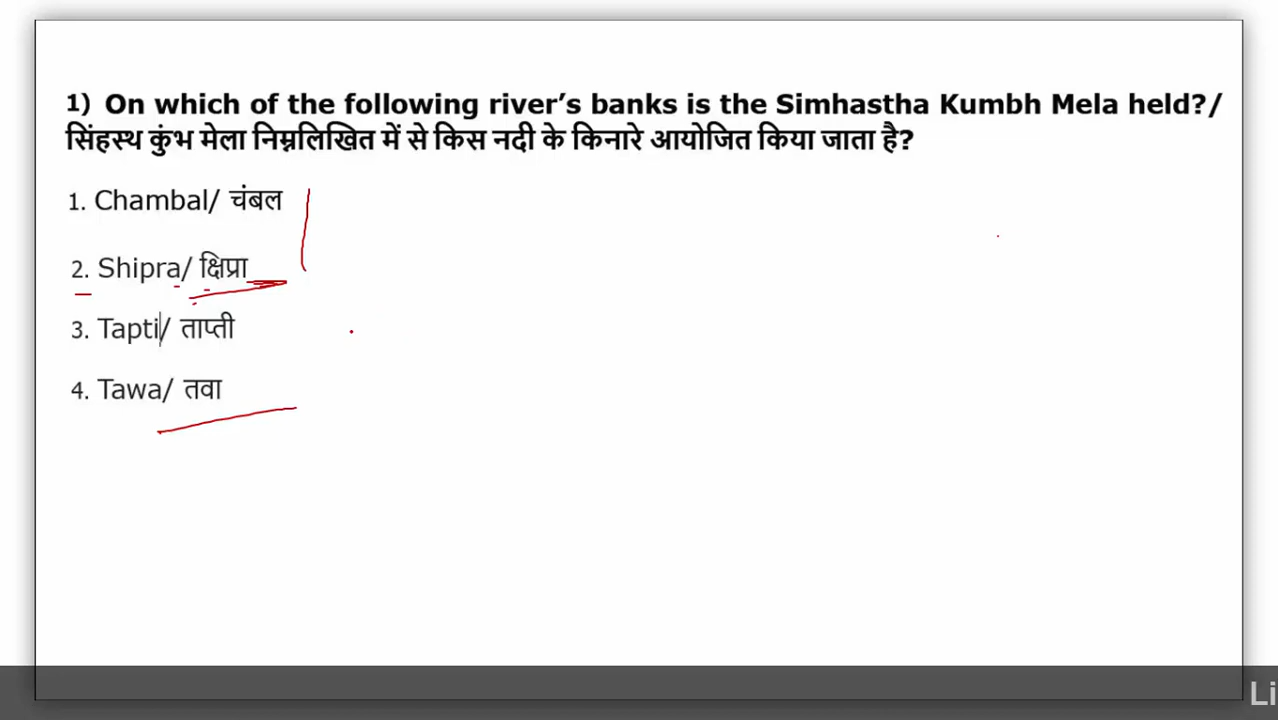 1) On which of the following river's banks is the Simhastha Kumbh Mela held?/
सिंहस्थ कुंभ मेला निम्नलिखित में से किस नदी के किनारे आयोजित किया जाता है?
1. Chambal/ चंबल
2. Shipra/ क्षिप्रा
3. Tapti/ ताप्ती
4. Tawa/ तवा
Li